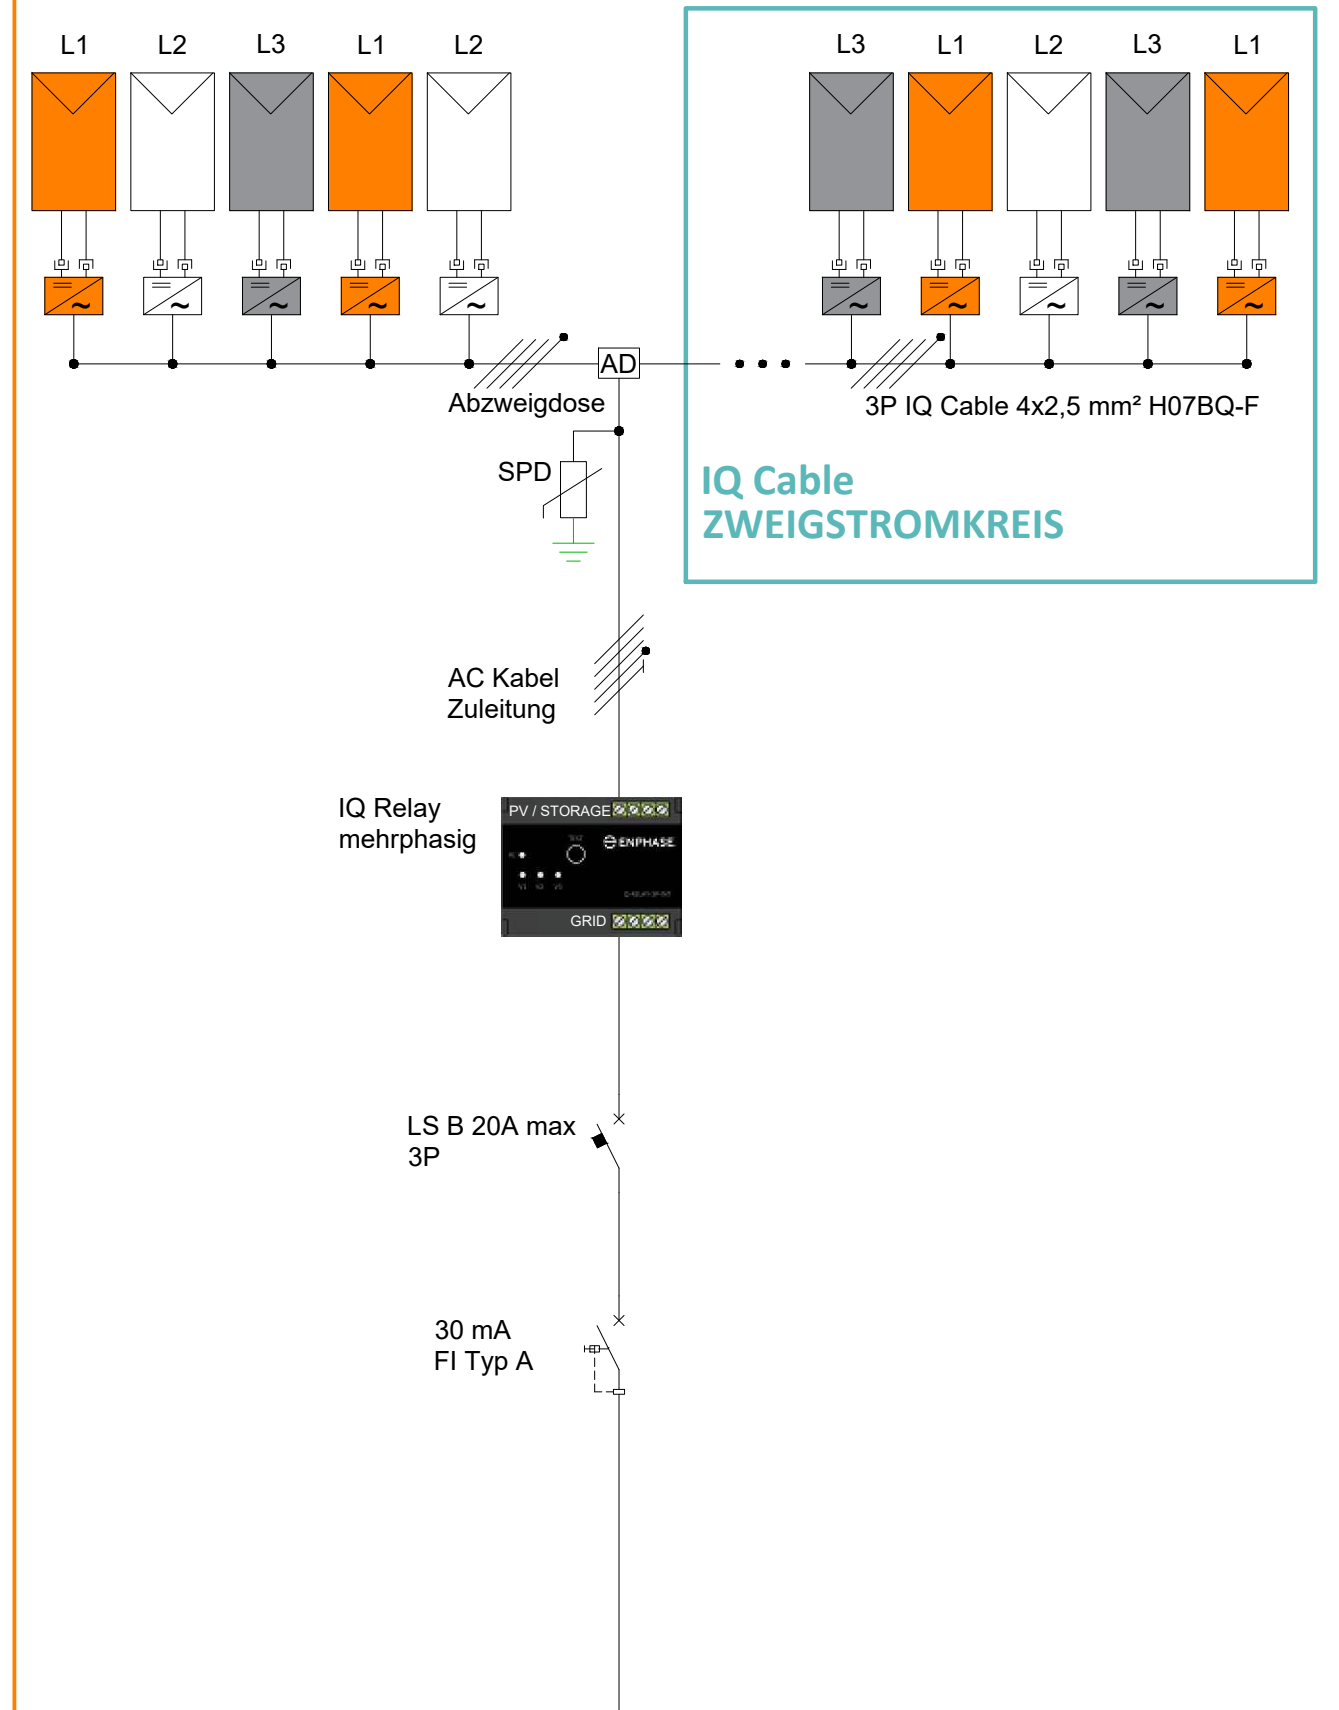 L1 L2 L3 L1 L2
L3 L1 L2 L3 L1
AD
Abzweigdose
3P IQ Cable 4x2,5 mm² H07BQ-F
SPD
IQ Cable
ZWEIGSTROMKREIS
AC Kabel
Zuleitung
IQ Relay
mehrphasig
PV / STORAGE
ENPHASE
GRID
LS B 20A max
3P
30 mA
FI Typ A